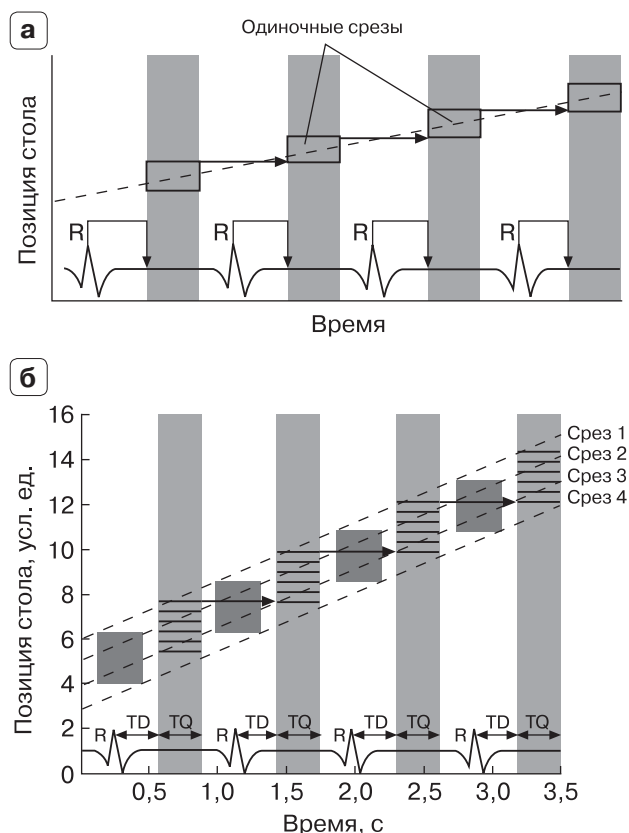 а
Одиночные срезы
Позиция стола
R R R R
Время
б
Позиция стола, усл. ед.
16
14
12
10
8
6
4
2
0
Срез 1
Срез 2
Срез 3
Срез 4
R TD TQ R TD TQ R TD TQ R TD TQ
0,5 1,0 1,5 2,0 2,5 3,0 3,5
Время, с